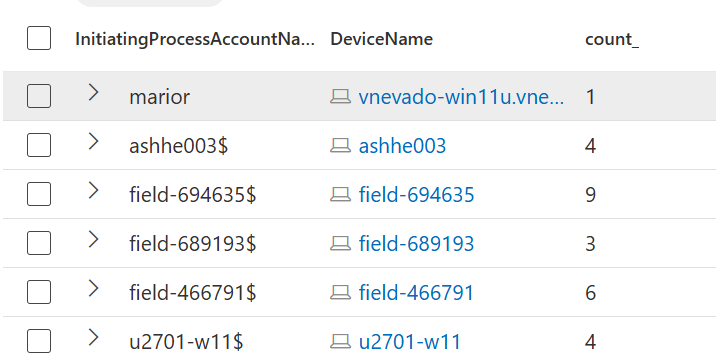 InitiatingProcessAccountNa... DeviceName count_
marior vnevado-win11u.vne... 1
ashhe003$ ashhe003 4
field-694635$ field-694635 9
field-689193$ field-689193 3
field-466791$ field-466791 6
u2701-w11$ u2701-w11 4